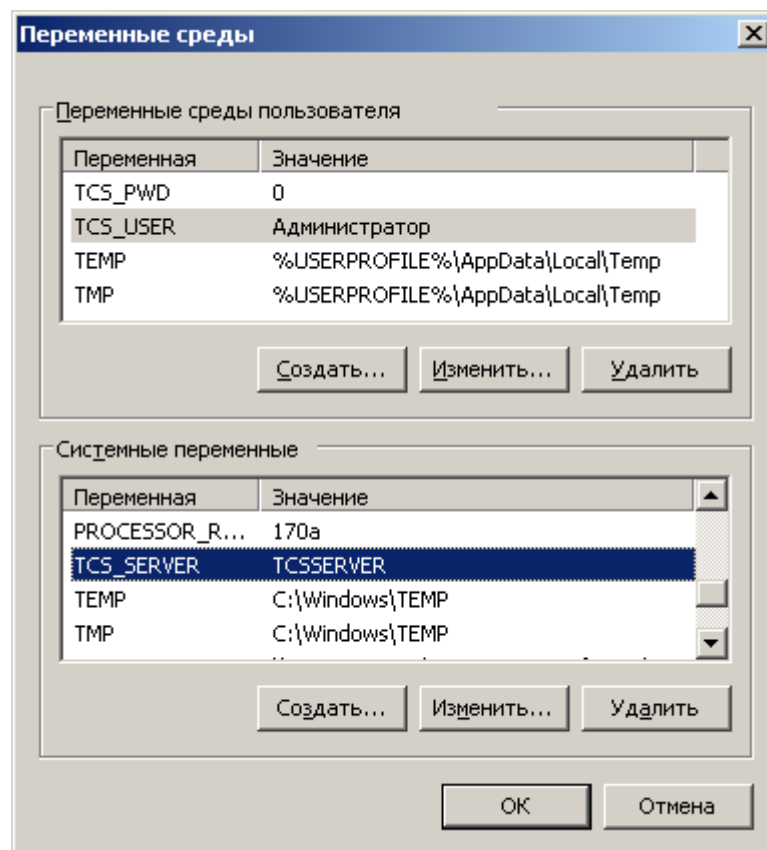 Переменные среды
Переменные среды пользователя
Переменная Значение
TCS_PWD 0
TCS_USER Администратор
TEMP %USERPROFILE%\AppData\Local\Temp
TMP %USERPROFILE%\AppData\Local\Temp
Создать... Изменить... Удалить
Системные переменные
Переменная Значение
PROCESSOR_R... 170a
TCS_SERVER TCSSERVER
TEMP C:\Windows\TEMP
TMP C:\Windows\TEMP
Создать... Изменить... Удалить
ОК Отмена